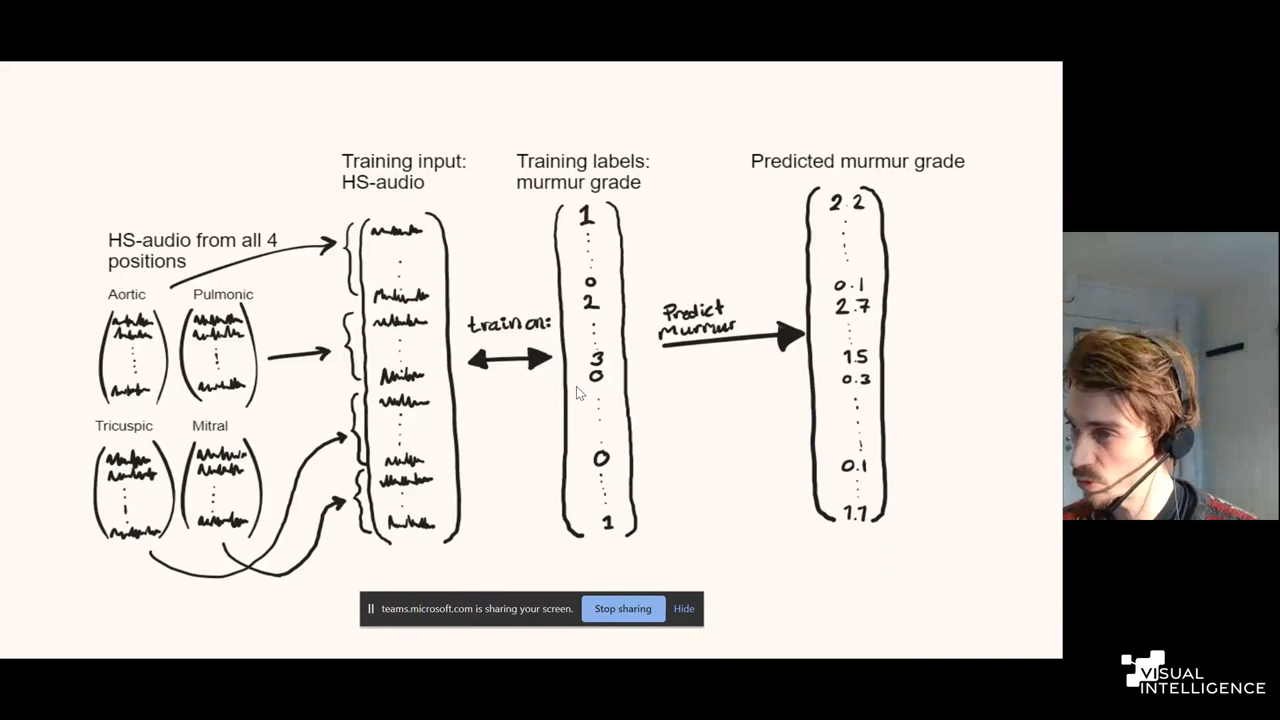 Training input:
HS-audio
Training labels:
murmur grade
Predicted murmur grade
HS-audio from all 4
positions
Aortic
Pulmonic
Tricuspic
Mitral
train on:
1
0
2
3
0
0
1
Predict
murmur
2.2
0.1
2.7
1.5
0.3
0.1
1.1
teams.microsoft.com is sharing your screen.
Stop sharing
Hide
VISUAL
INTELLIGENCE